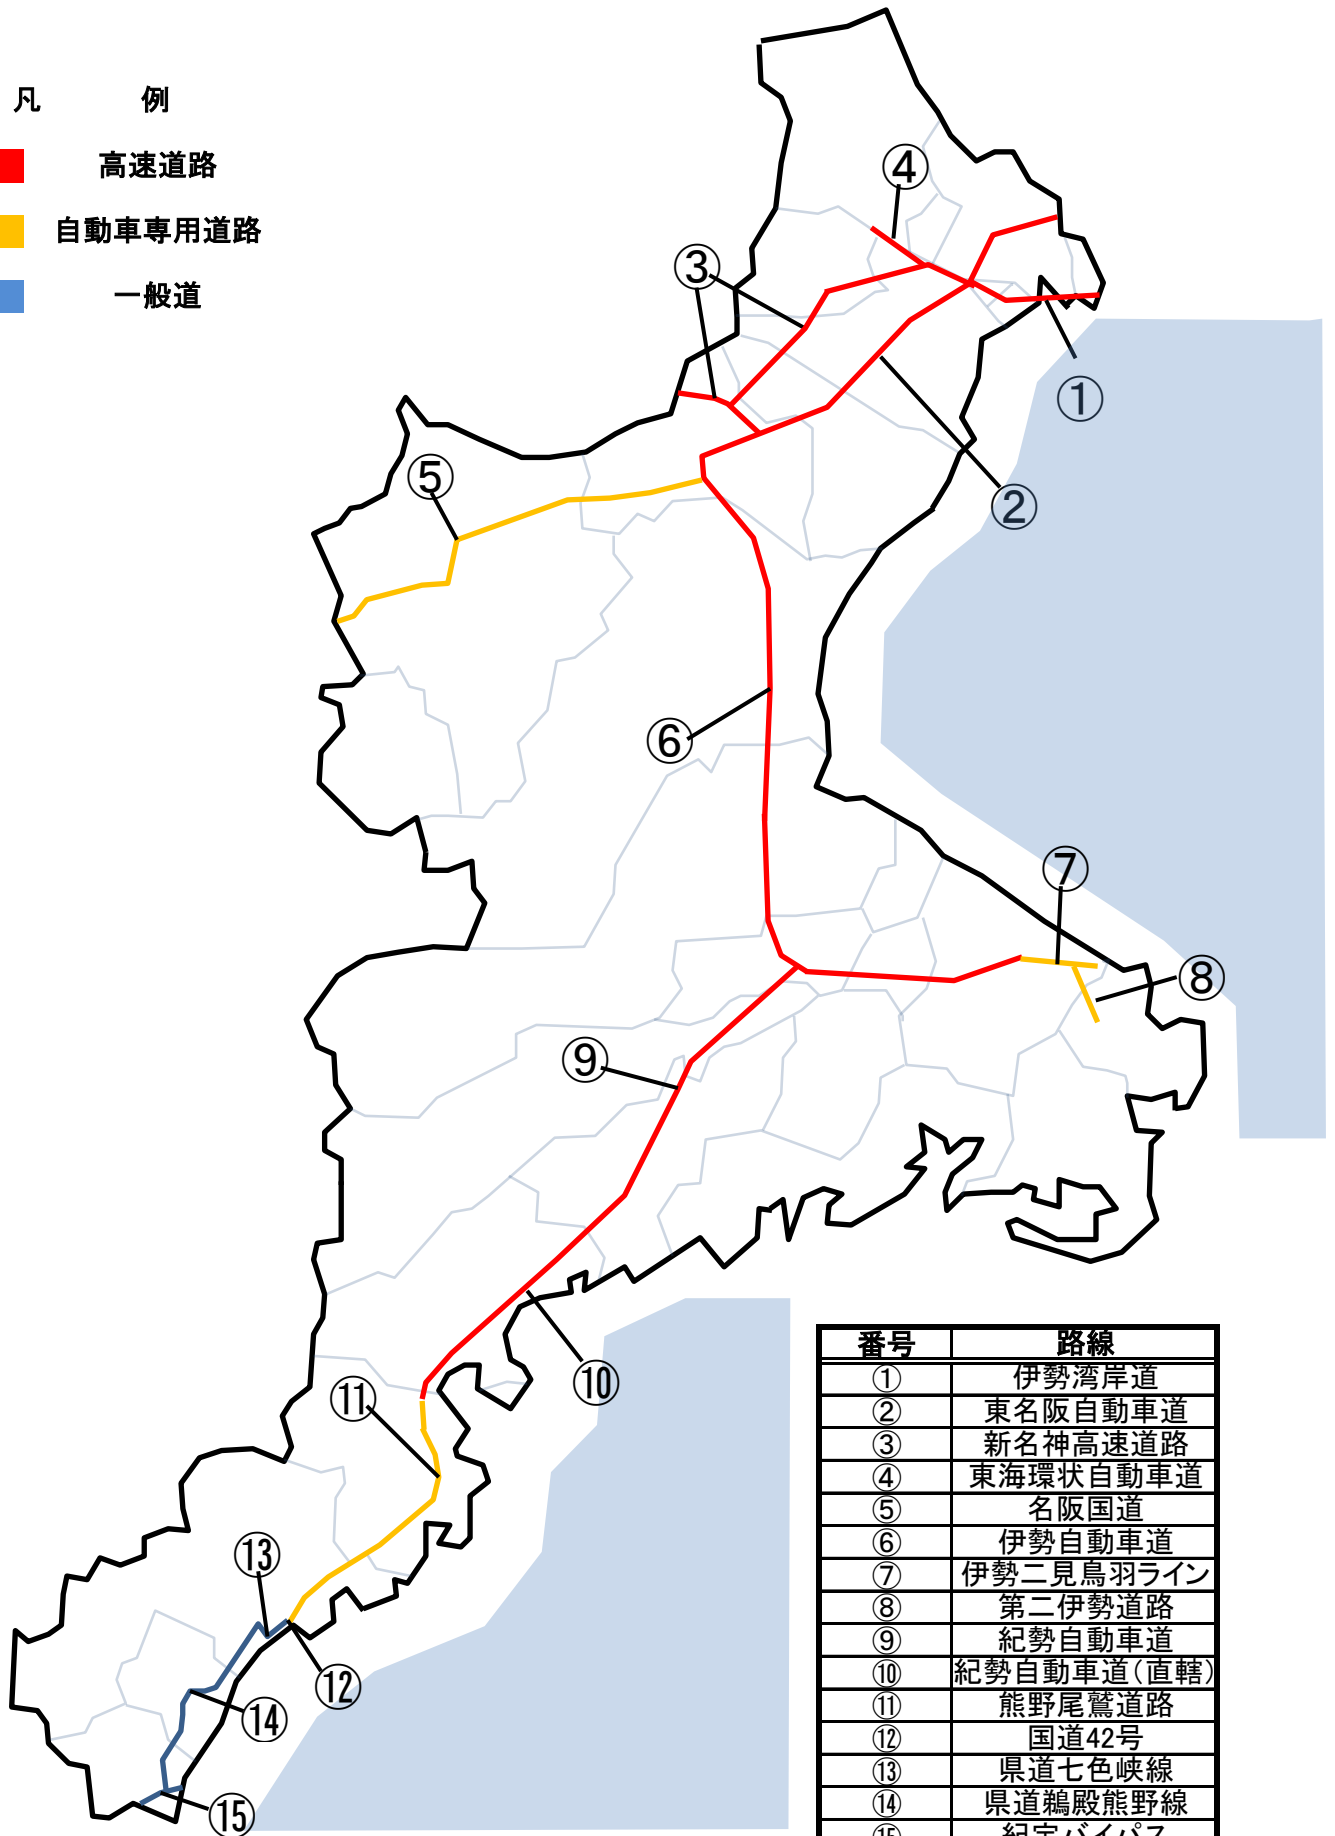 凡 例
高速道路
自動車専用道路
一般道
④
③
①
⑤
②
⑥
⑦
⑧
⑨
⑩
⑪
⑬
⑫
⑭
⑮
番号 路線
① 伊勢湾岸道
② 東名阪自動車道
③ 新名神高速道路
④ 東海環状自動車道
⑤ 名阪国道
⑥ 伊勢自動車道
⑦ 伊勢二見鳥羽ライン
⑧ 第二伊勢道路
⑨ 紀勢自動車道
⑩ 紀勢自動車道(直轄)
⑪ 熊野尾鷲道路
⑫ 国道42号
⑬ 県道七色峡線
⑭ 県道鵜殿熊野線
⑮ 紀宝バイパス